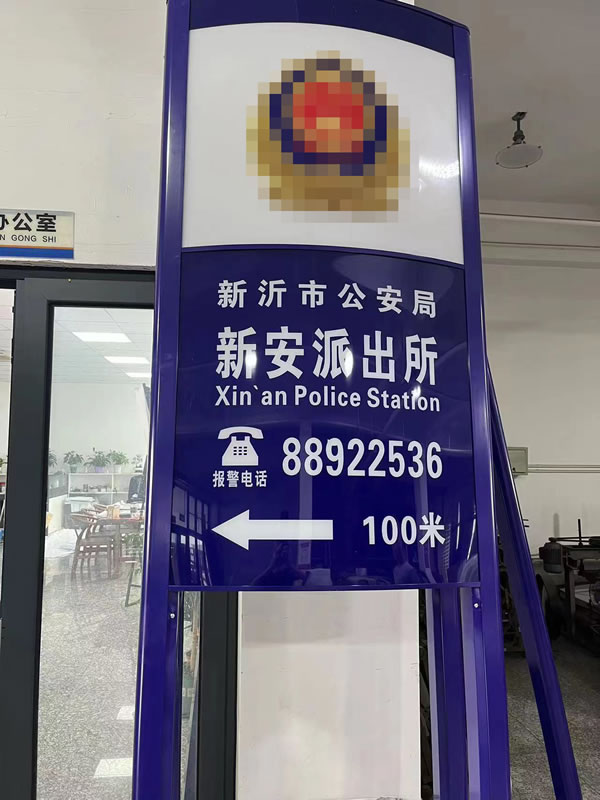 办公室
N GONG SHI
新沂市公安局
新安派出所
Xin`an Police Station
报警电话
88922536
100米